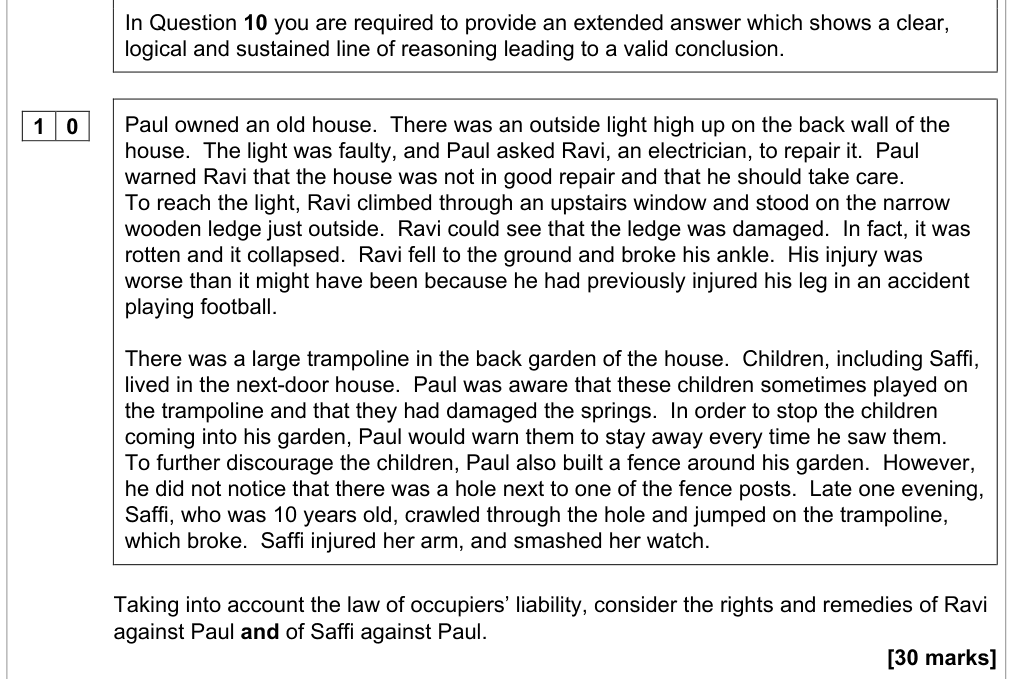 In Question 10 you are required to provide an extended answer which shows a clear,
logical and sustained line of reasoning leading to a valid conclusion.
1 0
Paul owned an old house. There was an outside light high up on the back wall of the
house. The light was faulty, and Paul asked Ravi, an electrician, to repair it. Paul
warned Ravi that the house was not in good repair and that he should take care.
To reach the light, Ravi climbed through an upstairs window and stood on the narrow
wooden ledge just outside. Ravi could see that the ledge was damaged. In fact, it was
rotten and it collapsed. Ravi fell to the ground and broke his ankle. His injury was
worse than it might have been because he had previously injured his leg in an accident
playing football.
There was a large trampoline in the back garden of the house. Children, including Saffi,
lived in the next-door house. Paul was aware that these children sometimes played on
the trampoline and that they had damaged the springs. In order to stop the children
coming into his garden, Paul would warn them to stay away every time he saw them.
To further discourage the children, Paul also built a fence around his garden. However,
he did not notice that there was a hole next to one of the fence posts. Late one evening,
Saffi, who was 10 years old, crawled through the hole and jumped on the trampoline,
which broke. Saffi injured her arm, and smashed her watch.
Taking into account the law of occupiers’ liability, consider the rights and remedies of Ravi
against Paul and of Saffi against Paul.
[30 marks]